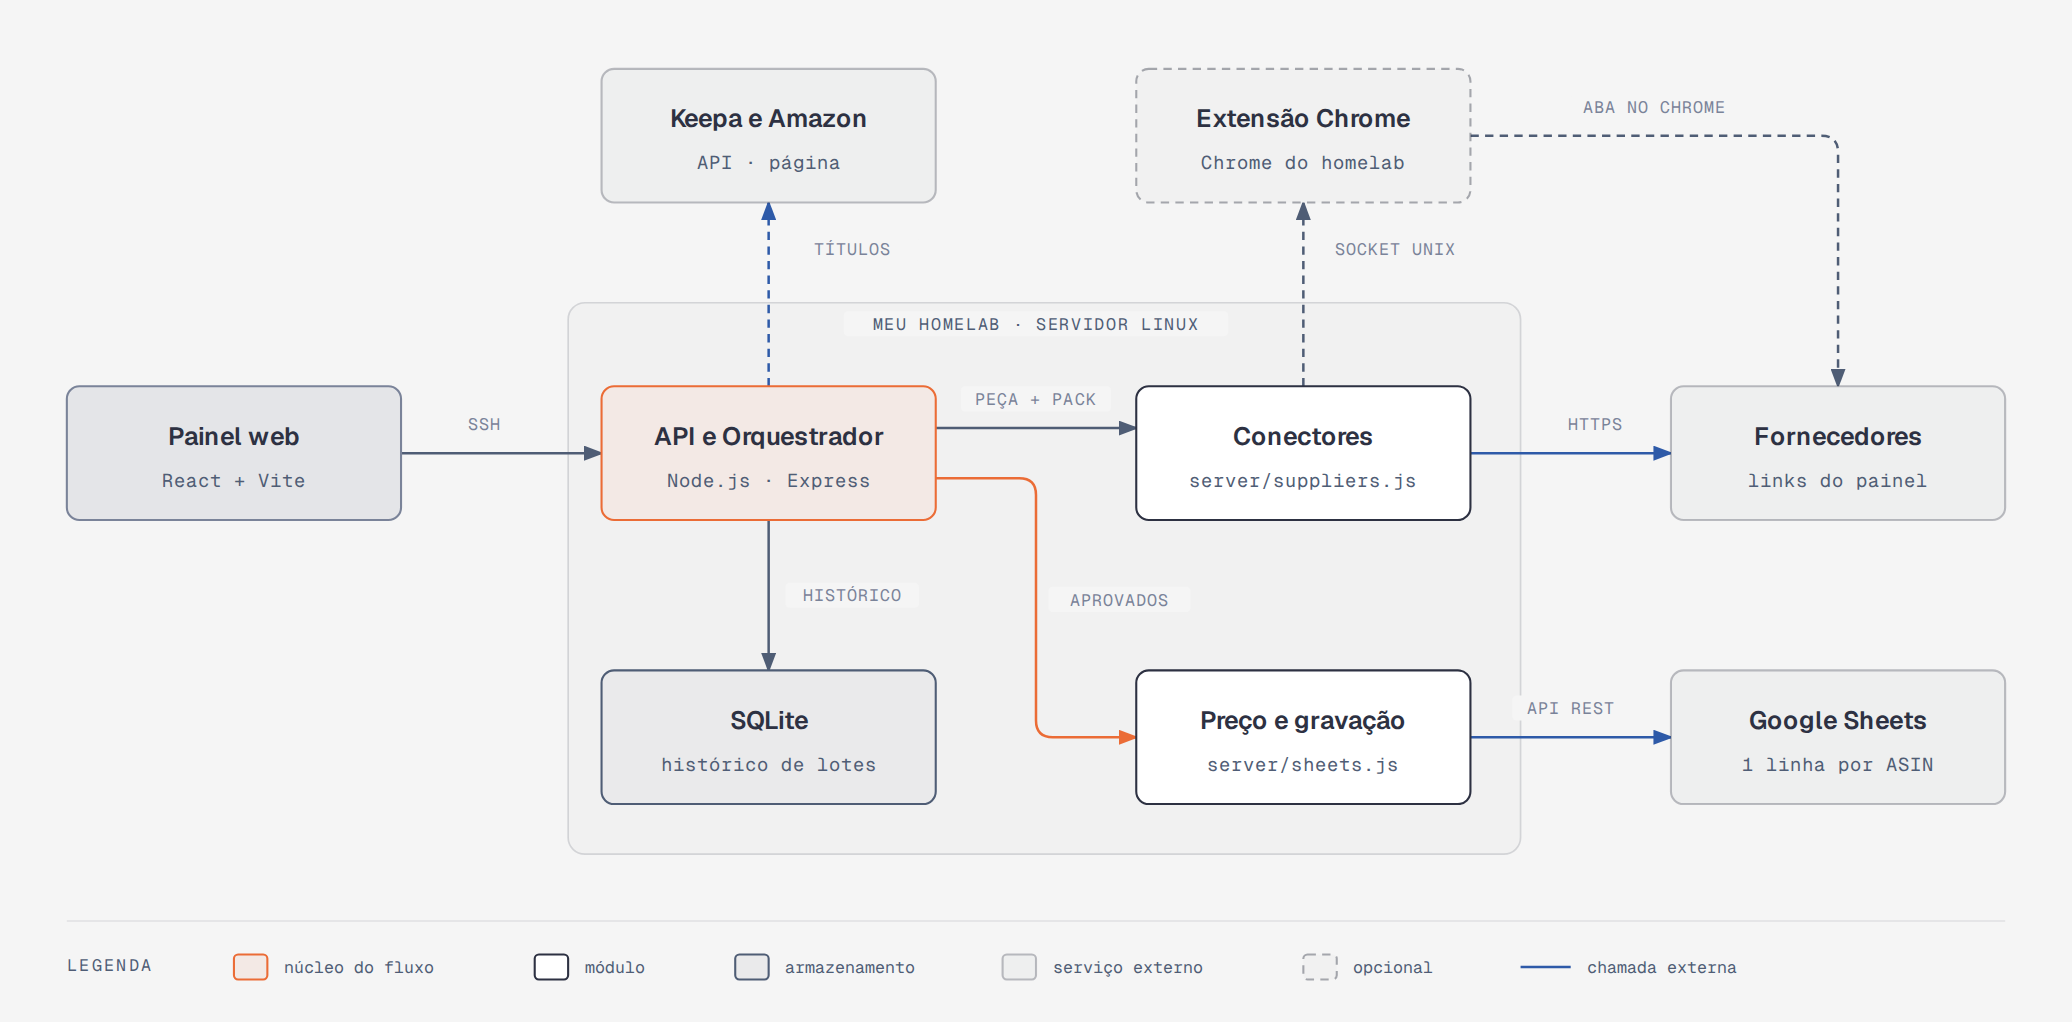 Keepa e Amazon
API · página
Extensão Chrome
Chrome do homelab
ABA NO CHROME
TÍTULOS
SOCKET UNIX
MEU HOMELAB · SERVIDOR LINUX
Painel web
React + Vite
SSH
API e Orquestrador
Node.js · Express
PEÇA + PACK
Conectores
server/suppliers.js
HTTPS
Fornecedores
links do painel
HISTÓRICO
APROVADOS
SQLite
histórico de lotes
Preço e gravação
server/sheets.js
API REST
Google Sheets
1 linha por ASIN
LEGENDA
núcleo do fluxo
módulo
armazenamento
serviço externo
opcional
chamada externa